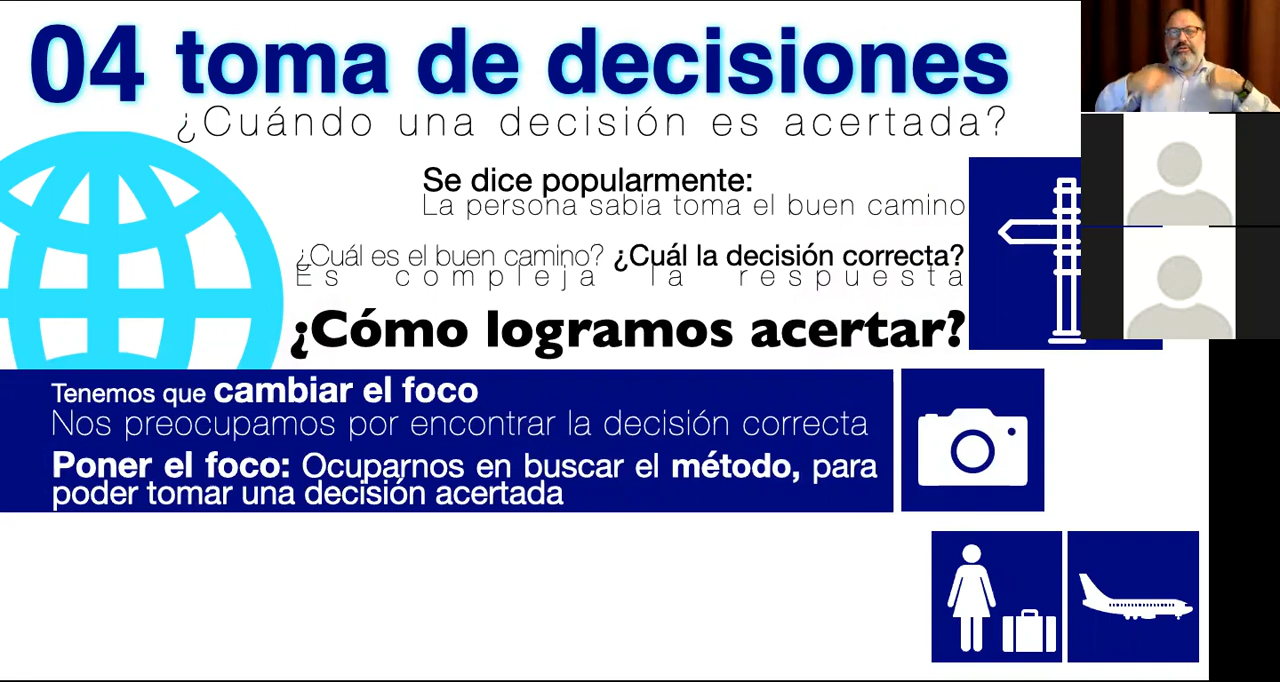 04 toma de decisiones
¿Cuándo una decisión es acertada?
Se dice popularmente:
La persona sabia toma el buen camino
¿Cuál es el buen camino? ¿Cuál la decisión correcta?
Es compleja la respuesta
¿Cómo logramos acertar?
Tenemos que cambiar el foco
Nos preocupamos por encontrar la decisión correcta
Poner el foco: Ocuparnos en buscar el método, para
poder tomar una decisión acertada